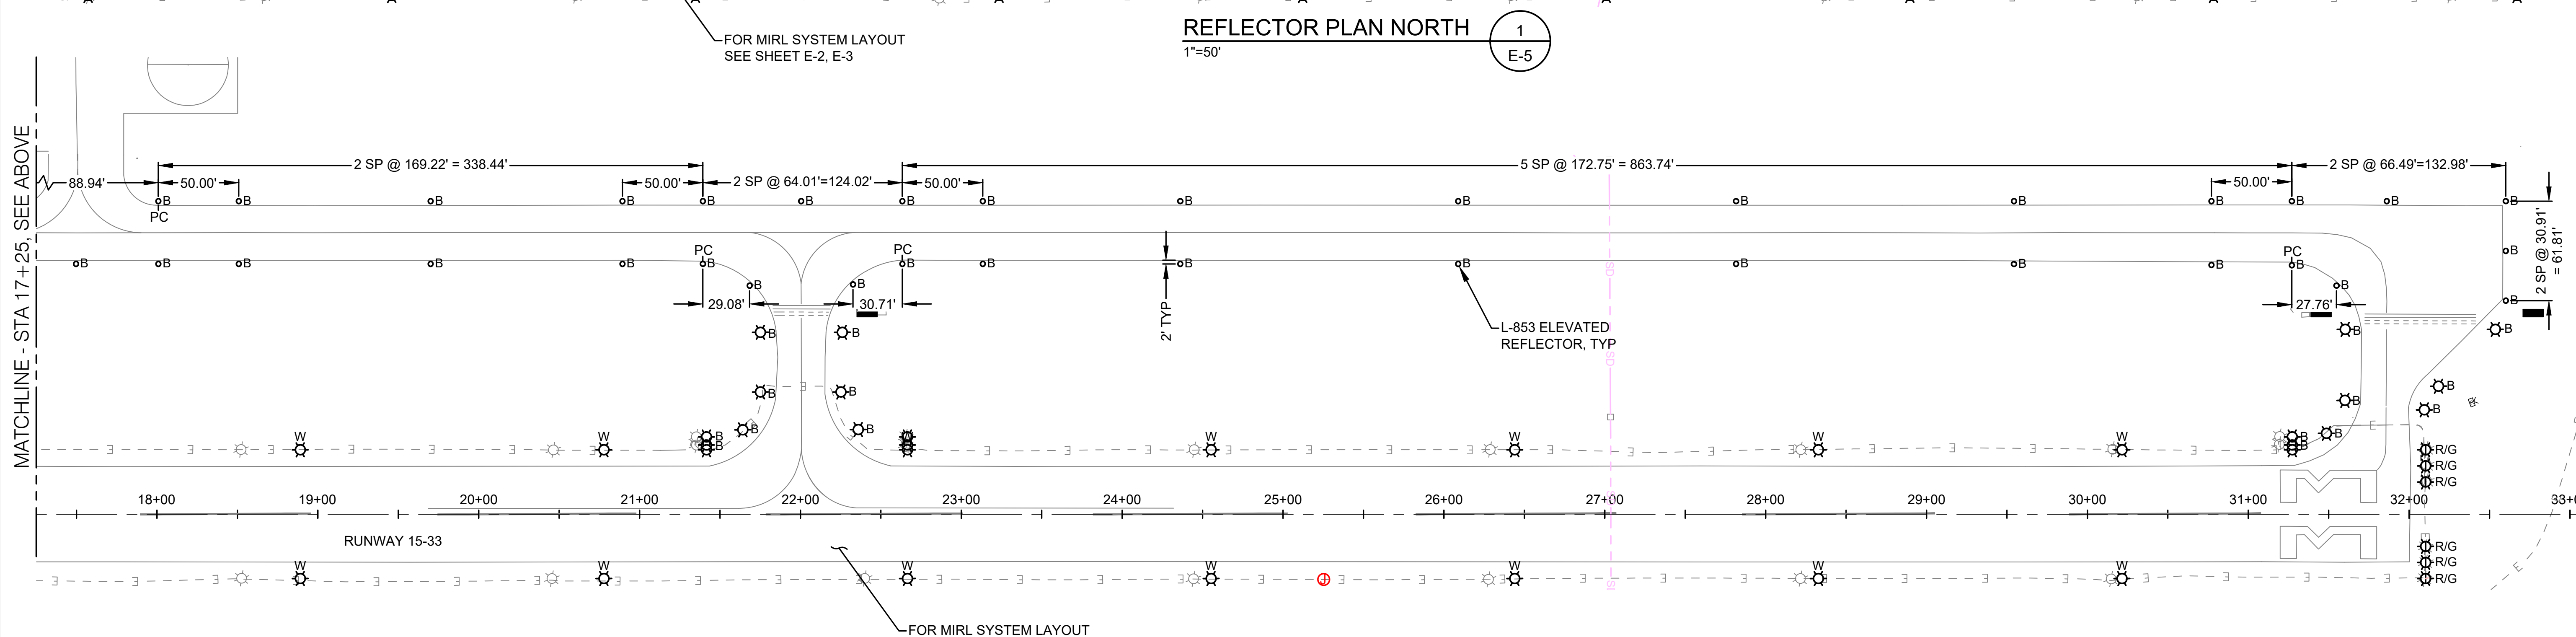 FOR MIRL SYSTEM LAYOUT
SEE SHEET E-2, E-3
REFLECTOR PLAN NORTH
1"=50'
1
E-5
MATCHLINE - STA 17+25, SEE ABOVE
2 SP @ 169.22' = 338.44'
5 SP @ 172.75' = 863.74'
2 SP @ 66.49'=132.98'
88.94'
50.00'
50.00'
2 SP @ 64.01'=124.02'
50.00'
50.00'
B B B B B B B B B B B B B B B B B
PC
2 SP @ 30.91'
= 61.81'
B
PC
PC
PC
B B B B B B B B B B B B B B B
B
B
B
B
29.08'
30.71'
27.76'
2' TYP
SD
L-853 ELEVATED
REFLECTOR, TYP
SD
B B B B
B B B B
B
BK
B B B B
B B
W W W W W W
R/G
R/G
R/G
18+00 19+00 20+00 21+00 22+00 23+00 24+00 25+00 26+00 27+00 28+00 29+00 30+00 31+00 32+00
RUNWAY 15-33
R/G
R/G
R/G
W W W W W W W
FOR MIRL SYSTEM LAYOUT